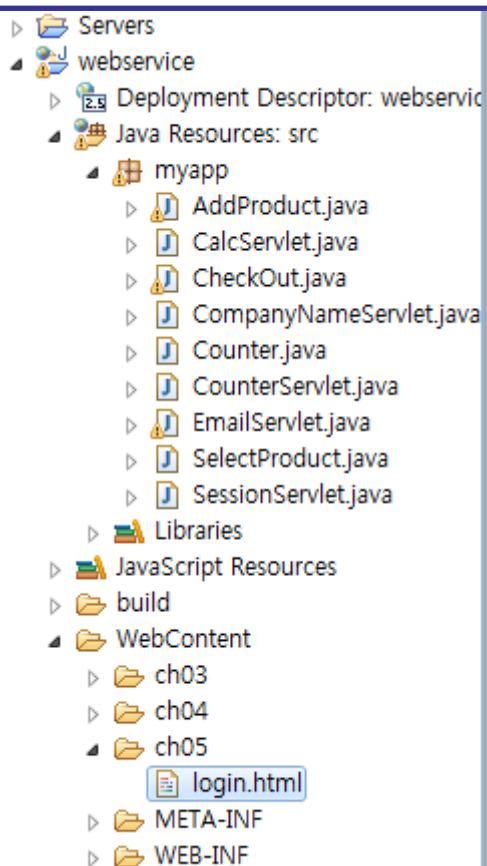 Servers
webservice
2.5 Deployment Descriptor: webservic
Java Resources: src
myapp
J AddProduct.java
J CalcServlet.java
J CheckOut.java
J CompanyNameServlet.java
J Counter.java
J CounterServlet.java
J EmailServlet.java
J SelectProduct.java
J SessionServlet.java
Libraries
JavaScript Resources
build
WebContent
ch03
ch04
ch05
login.html
META-INF
WEB-INF